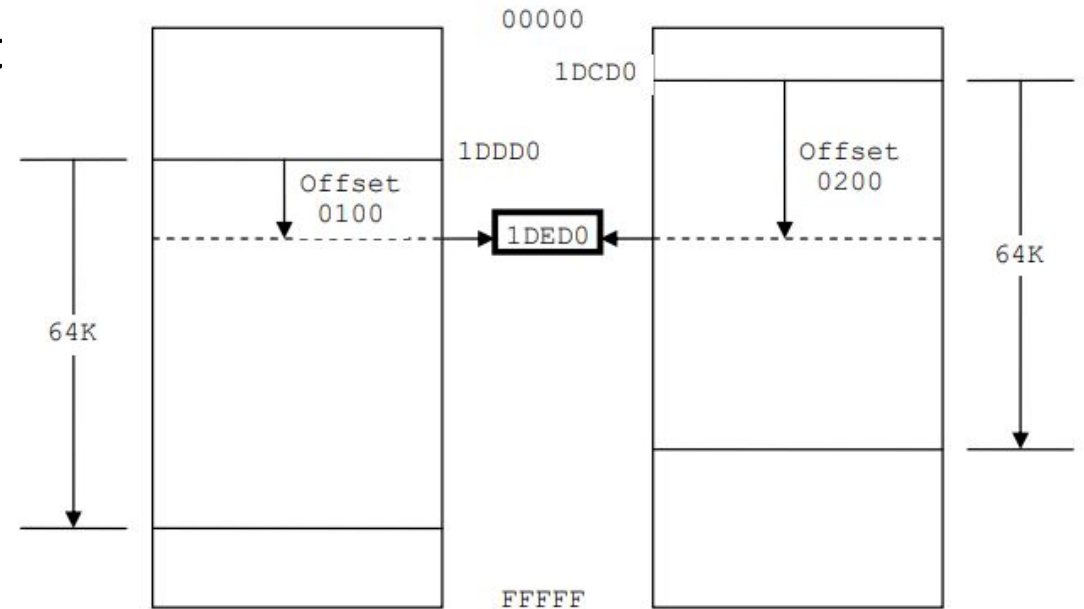 00000
1DCD0
1DDD0
Offset
0100
Offset
0200
1DED0
64K
64K
FFFFF